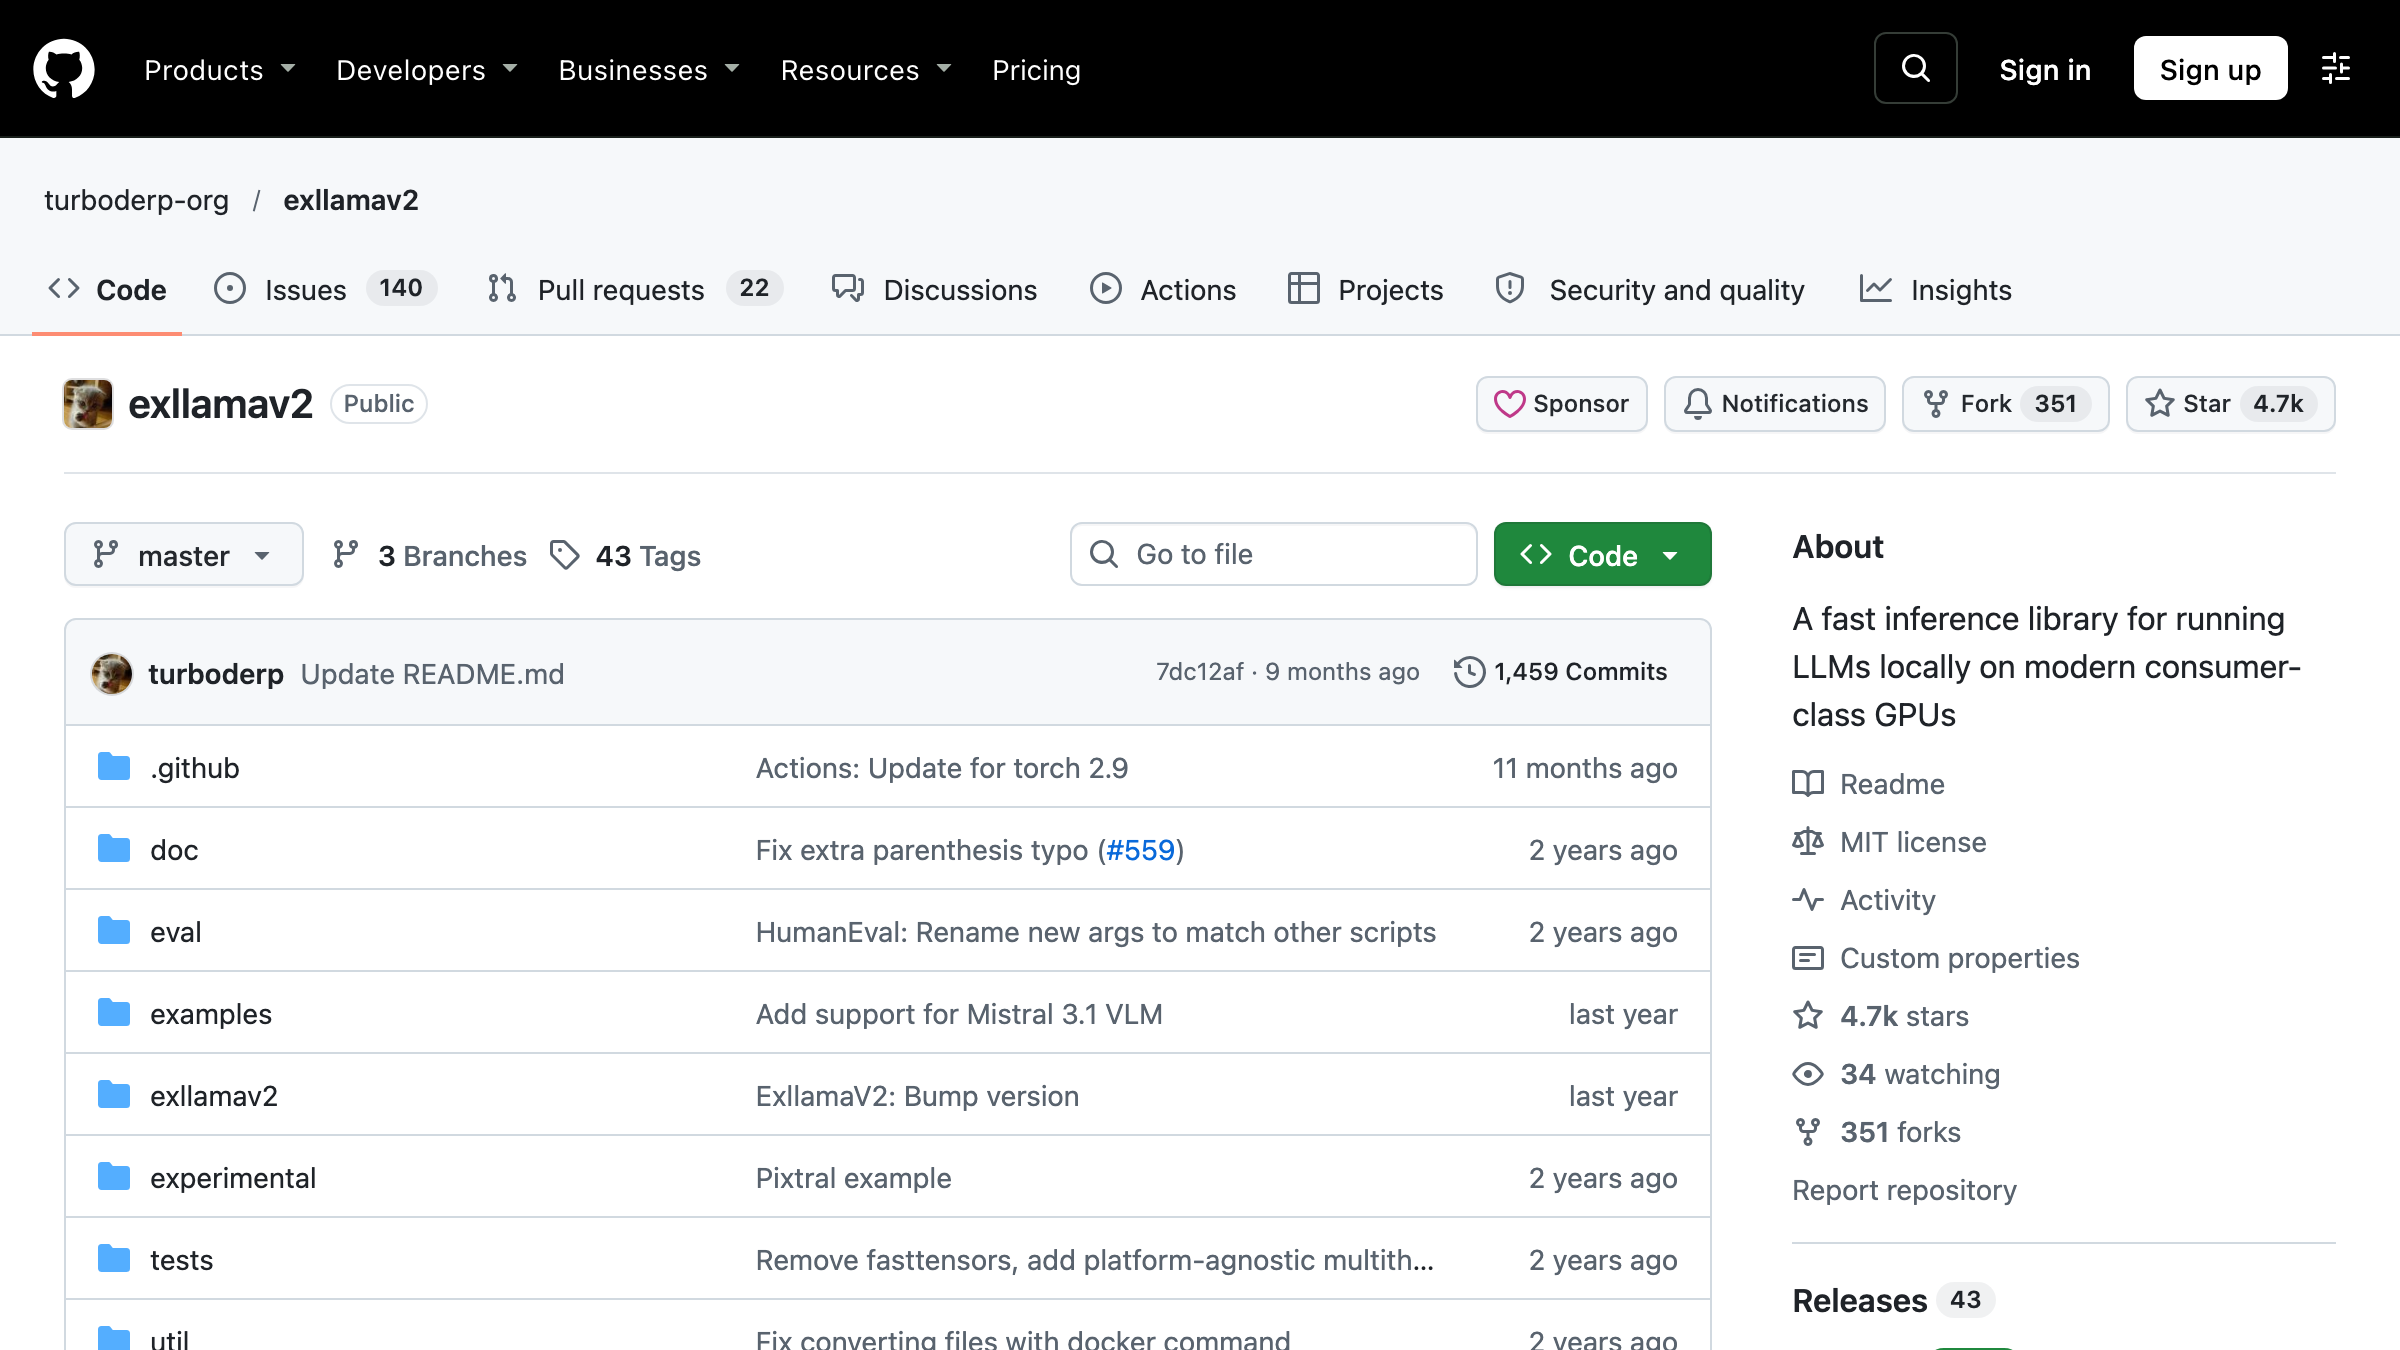 Products Developers Businesses Resources Pricing Sign in Sign up
turboderp-org / exllamav2
Code Issues 140 Pull requests 22 Discussions Actions Projects Security and quality Insights
exllamav2 Public Sponsor Notifications Fork 351 Star 4.7k
master 3 Branches 43 Tags Go to file Code
turboderp Update README.md 7dc12af · 9 months ago 1,459 Commits
.github Actions: Update for torch 2.9 11 months ago
doc Fix extra parenthesis typo (#559) 2 years ago
eval HumanEval: Rename new args to match other scripts 2 years ago
examples Add support for Mistral 3.1 VLM last year
exllamav2 ExllamaV2: Bump version last year
experimental Pixtral example 2 years ago
tests Remove fasttensors, add platform-agnostic multith... 2 years ago
util Fix converting files with docker command 2 years ago
About
A fast inference library for running
LLMs locally on modern consumer-
class GPUs
Readme
MIT license
Activity
Custom properties
4.7k stars
34 watching
351 forks
Report repository
Releases 43